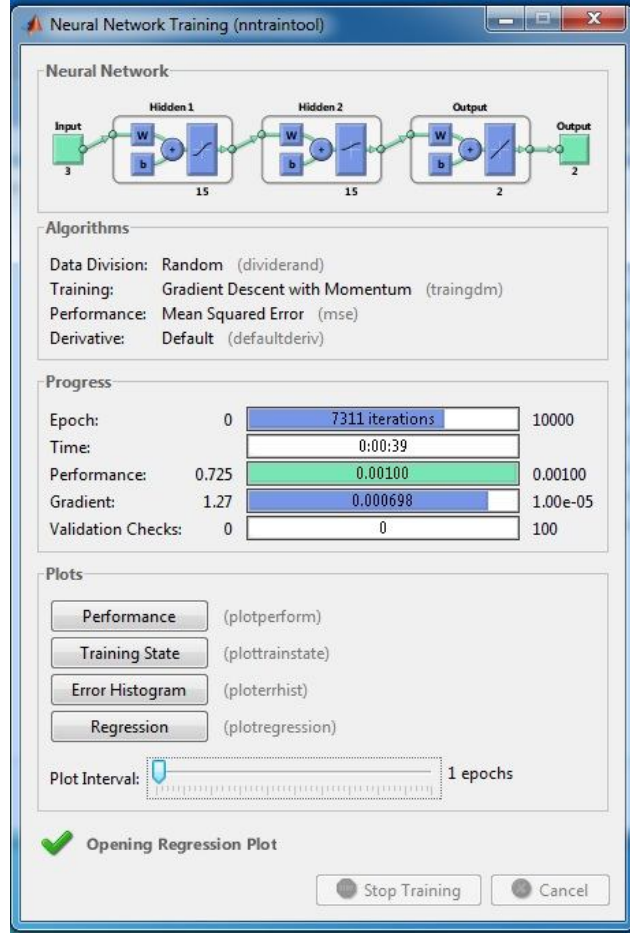 Neural Network Training (nntraintool)
Neural Network
Hidden 1 Hidden 2 Output
Input Output
W W W
b b b
+ + +
3 15 15 2 2
Algorithms
Data Division: Random (dividerand)
Training: Gradient Descent with Momentum (traingdm)
Performance: Mean Squared Error (mse)
Derivative: Default (defaultderiv)
Progress
Epoch: 0 7311 iterations 10000
Time: 0:00:39
Performance: 0.725 0.00100 0.00100
Gradient: 1.27 0.000698 1.00e-05
Validation Checks: 0 0 100
Plots
Performance (plotperform)
Training State (plottrainstate)
Error Histogram (ploterrhist)
Regression (plotregression)
Plot Interval: 1 epochs
Opening Regression Plot
Stop Training Cancel